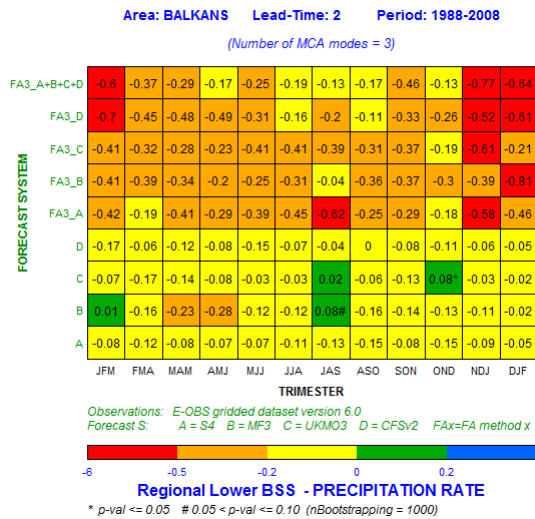 Area: BALKANS Lead-Time: 2 Period: 1988-2008
(Number of MCA modes = 3)
FORECAST SYSTEM
FA3_A+B+C+D -0.6 -0.37 -0.29 -0.17 -0.25 -0.19 -0.13 -0.17 -0.46 -0.13 -0.77 -0.64
FA3_D -0.7 -0.45 -0.48 -0.49 -0.31 -0.16 -0.2 -0.11 -0.33 -0.26 -0.52 -0.61
FA3_C -0.41 -0.32 -0.28 -0.23 -0.41 -0.41 -0.39 -0.31 -0.37 -0.19 -0.61 -0.21
FA3_B -0.41 -0.39 -0.34 -0.2 -0.25 -0.31 -0.04 -0.36 -0.37 -0.3 -0.39 -0.81
FA3_A -0.42 -0.19 -0.41 -0.29 -0.39 -0.45 -0.62 -0.25 -0.29 -0.18 -0.58 -0.46
D -0.17 -0.06 -0.12 -0.08 -0.15 -0.07 -0.04 0 -0.08 -0.11 -0.06 -0.05
C -0.07 -0.17 -0.14 -0.08 -0.03 -0.03 0.02 -0.06 -0.13 0.08* -0.03 -0.02
B 0.01 -0.16 -0.23 -0.28 -0.12 -0.12 0.08# -0.16 -0.14 -0.13 -0.11 -0.02
A -0.08 -0.12 -0.08 -0.07 -0.07 -0.11 -0.13 -0.15 -0.08 -0.15 -0.09 -0.05
JFM FMA MAM AMJ MJJ JJA JAS ASO SON OND NDJ DJF
TRIMESTER
Observations: E-OBS gridded dataset version 6.0
Forecast S: A = S4 B = MF3 C = UKMO3 D = CFSv2 FAx=FA method x
-6 -0.5 -0.2 0 0.2
Regional Lower BSS - PRECIPITATION RATE
* p-val <= 0.05 # 0.05 < p-val <= 0.10 (nBootstrapping = 1000)